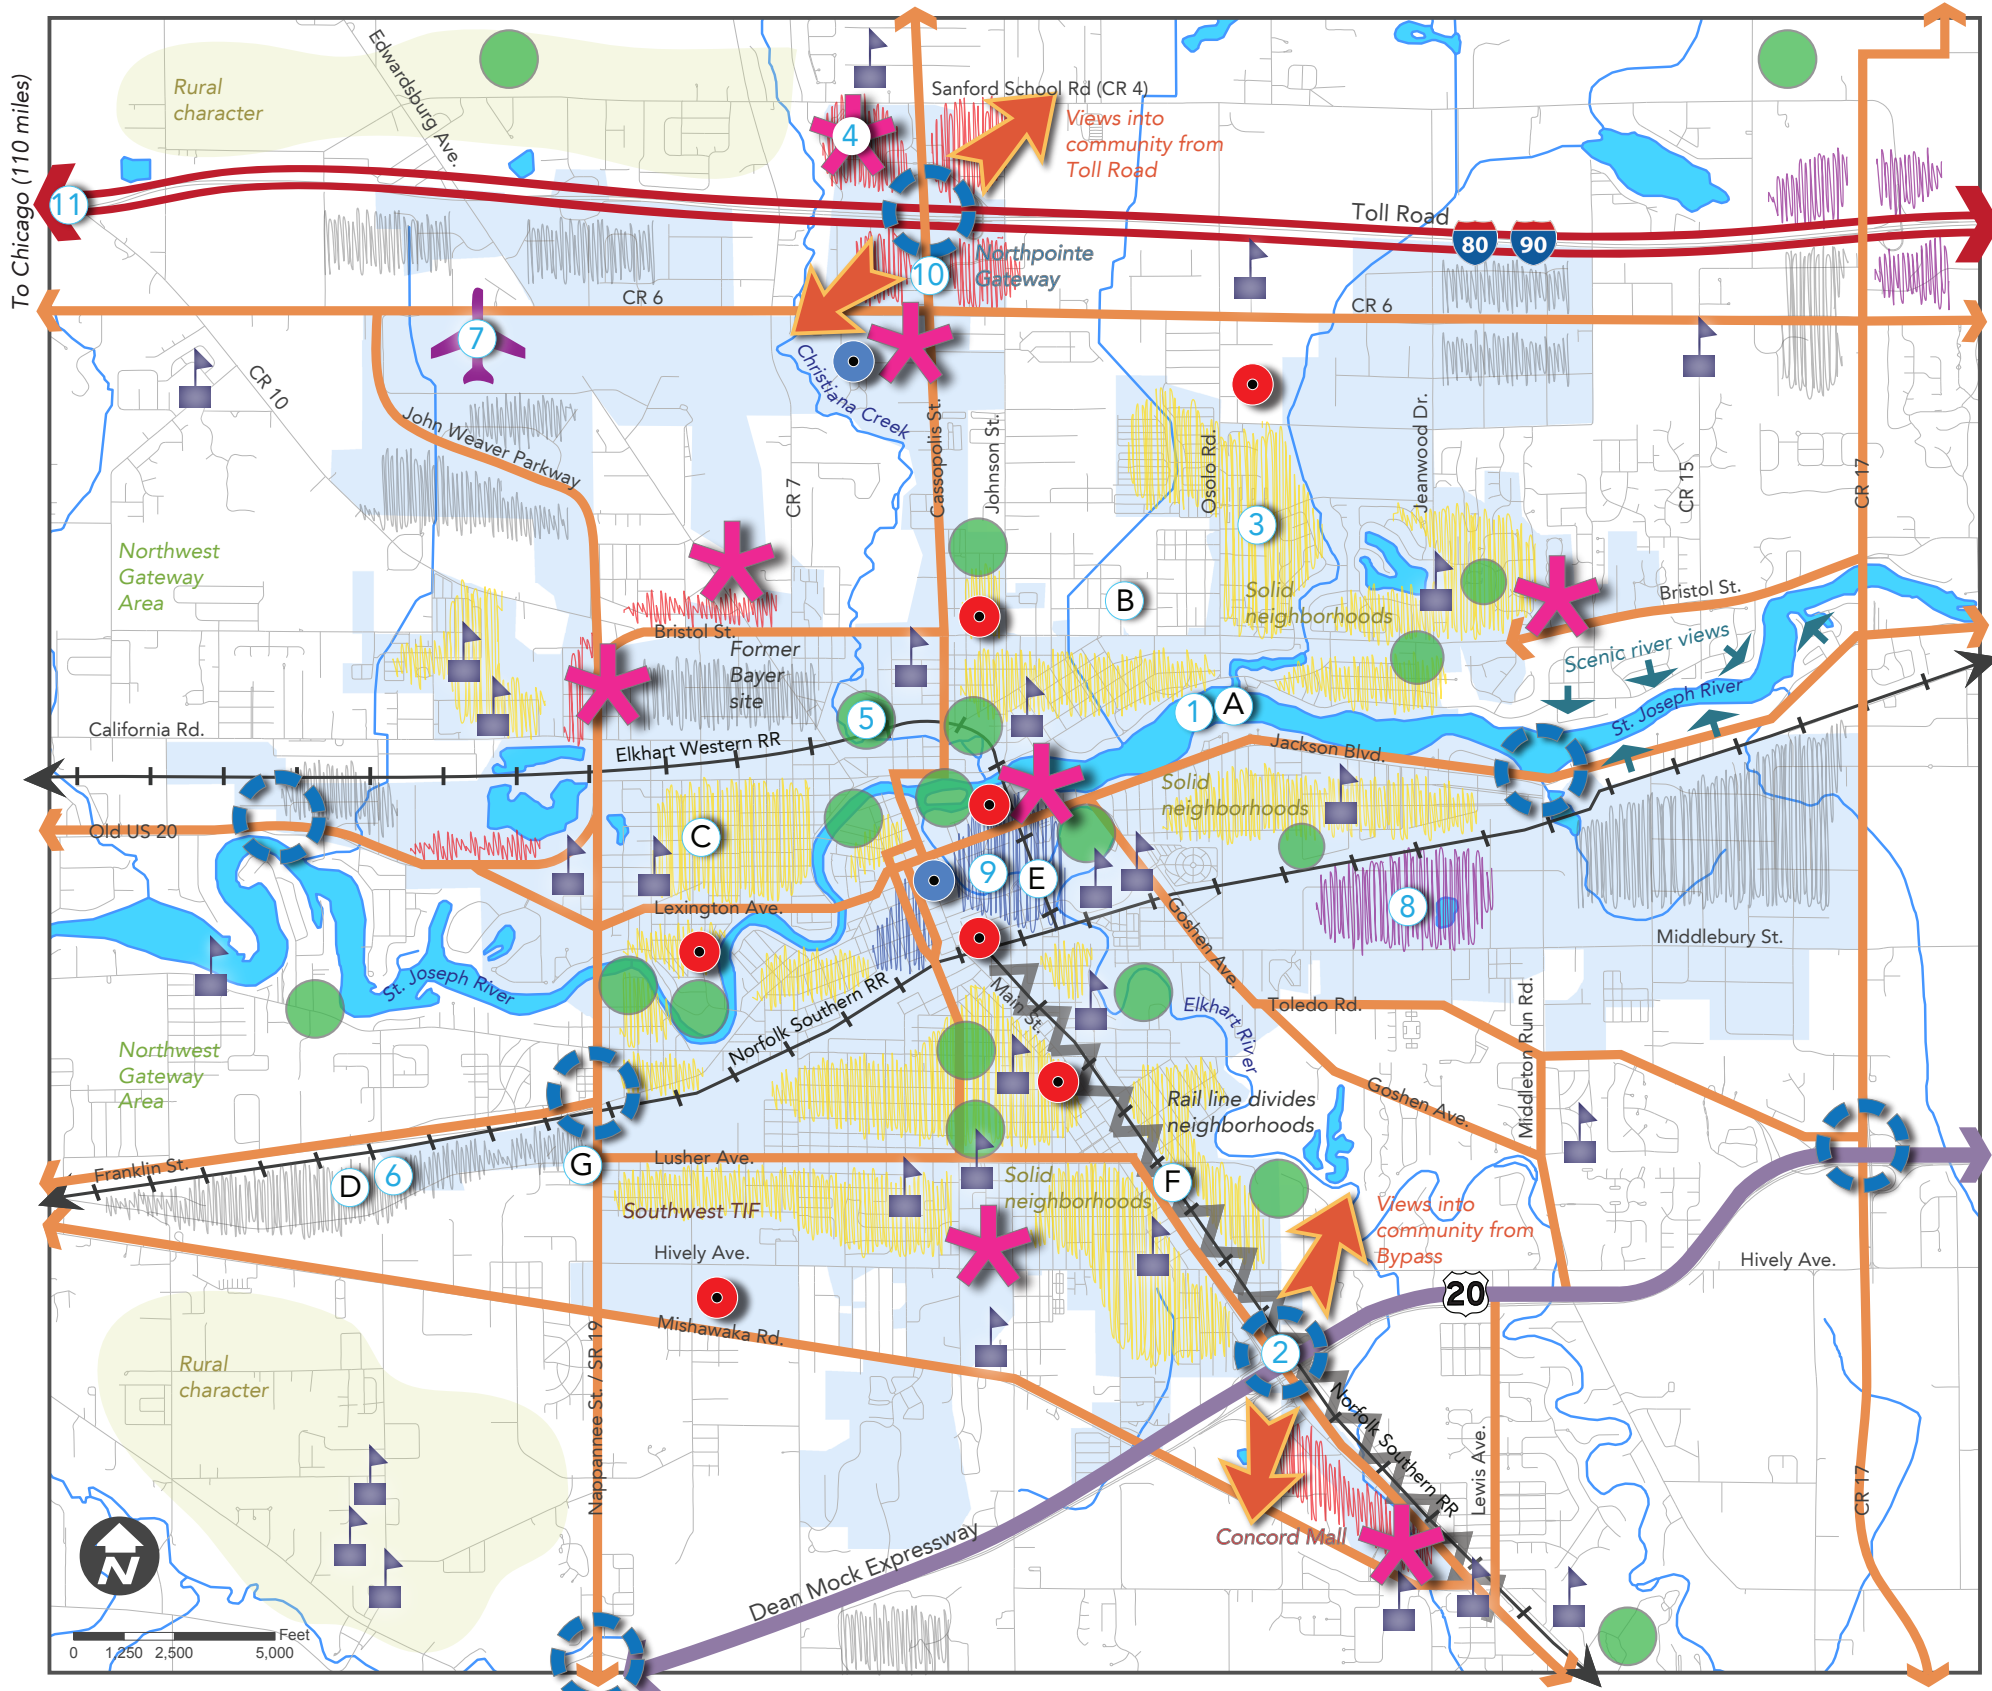 Sanford School Rd (CR 4)
Rural
character
Edwardsburg Ave.
4
Views into
community from
Toll Road
To Chicago (110 miles)
11
Toll Road
80
90
10
Northpointe
Gateway
CR 6
CR 6
7
Christiana Creek
CR 10
John Weaver Parkway
CR 7
Cassopolis St.
Johnson St.
Osolo Rd.
Jeanwood Dr.
CR 15
CR 17
3
Northwest
Gateway
Area
B
Solid
neighborhoods
Bristol St.
Bristol St.
Former
Bayer
site
Scenic river views
St. Joseph River
5
1
A
California Rd.
Elkhart Western RR
Jackson Blvd.
Solid
neighborhoods
Old US 20
C
9
E
8
Lexington Ave.
Goshen Ave.
Middlebury St.
St. Joseph River
Norfolk Southern RR
Main St.
Elkhart River
Toledo Rd.
Middleton Run Rd.
Northwest
Gateway
Area
Rail line divides
neighborhoods
Goshen Ave.
Franklin St.
D
6
G
Lusher Ave.
Solid
neighborhoods
F
Southwest TIF
Views into
community from
Bypass
Hively Ave.
Hively Ave.
20
Mishawaka Rd.
2
Rural
character
Nappannee St. / SR 19
Norfolk Southern RR
Lewis Ave.
CR 17
Concord Mall
Dean Mock Expressway
N
Feet
0
1,250
2,500
5,000